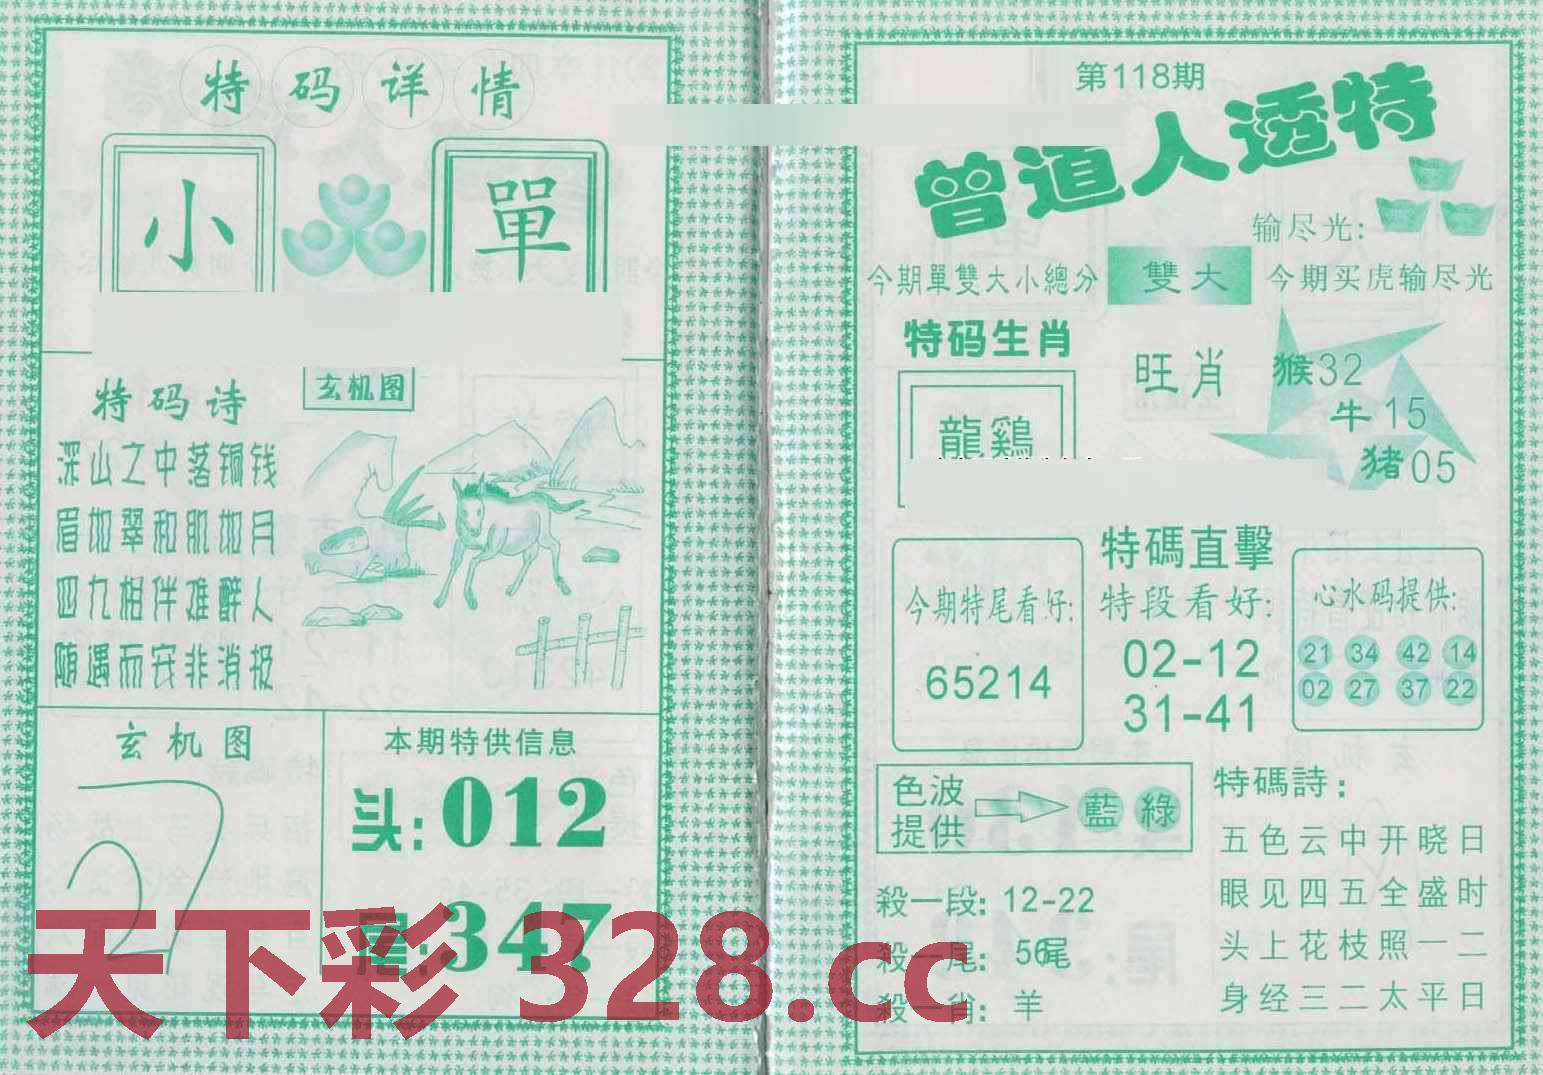 特码详情
小 單
特码诗
深山之中落铜钱
眉如翠和肌如月
四九相伴难醉人
随遇而安非消极
玄机图
玄机图
本期特供信息
头:012
尾:347
第118期
曾道人透特
输尽光:
今期單雙大小總分
雙大
今期买虎输尽光
特码生肖
龍鷄
旺肖
猴32
牛15
猪05
今期特尾看好:
65214
特碼直擊
特段看好:
02-12
31-41
心水码提供:
21 34 42 14
02 27 37 22
色波
提供
藍 綠
殺一段: 12-22
殺一尾: 56尾
殺一肖: 羊
特碼詩:
五色云中开晓日
眼见四五全盛时
头上花枝照一二
身经三二太平日
天下彩 328.cc